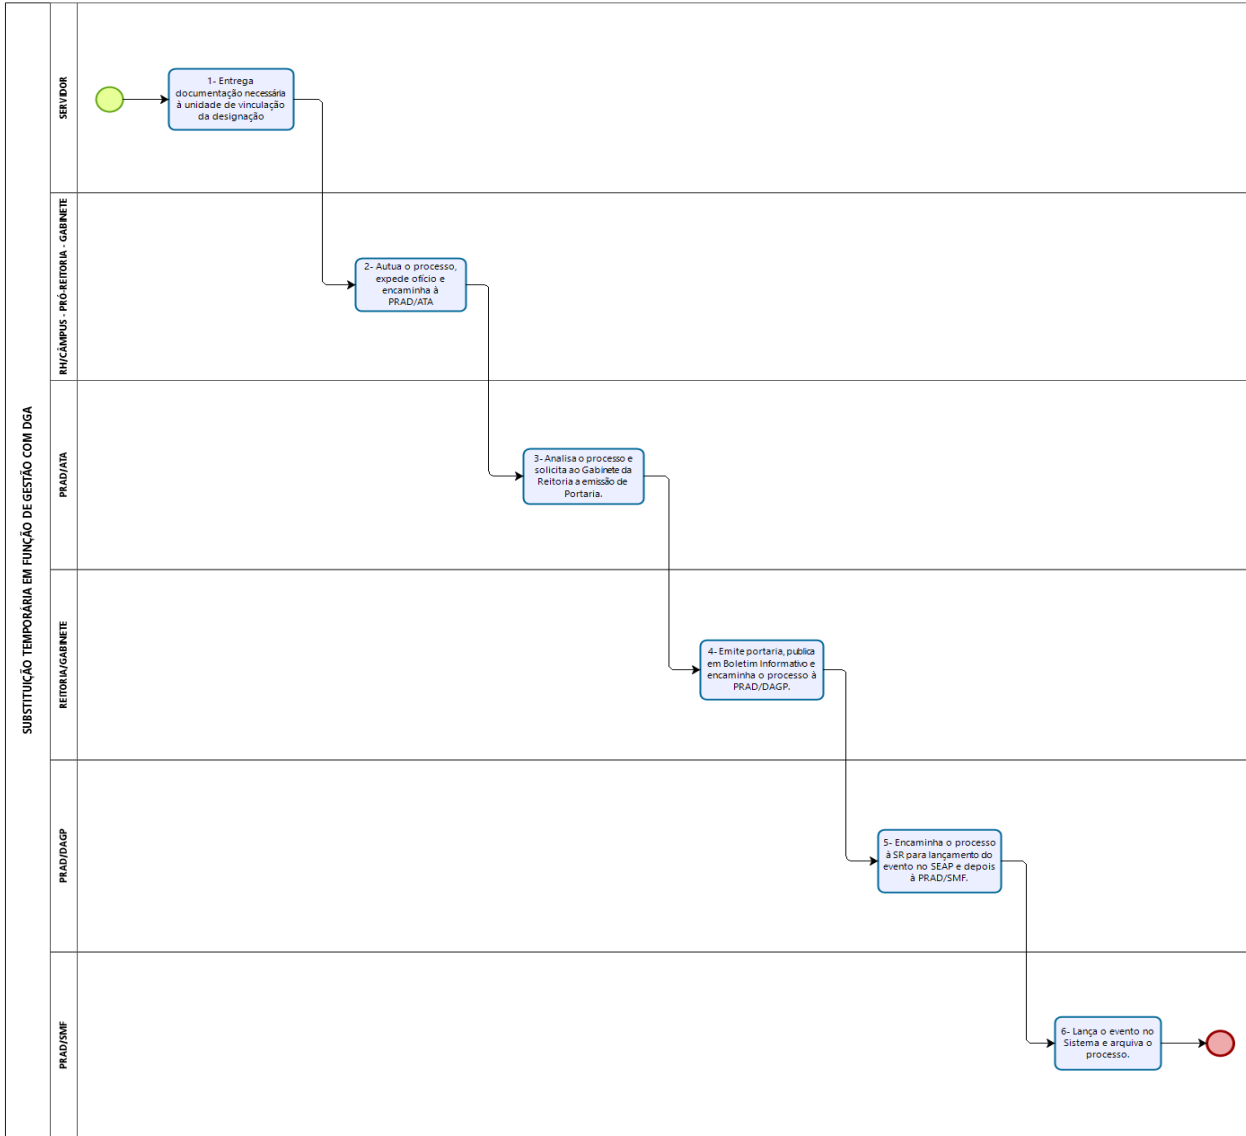 SUBSTITUIÇÃO TEMPORÁRIA EM FUNÇÃO DE GESTÃO COM DGA
SERVIDOR
1- Entrega
documentação necessária
à unidade de vinculação
da designação
RH/CÂMPUS - PRÓ-REITORIA - GABINETE
2- Autua o processo,
expede ofício e
encaminha à
PRAD/ATA
PRAD/ATA
3- Analisa o processo e
solicita ao Gabinete da
Reitoria a emissão de
Portaria.
REITORIA/GABINETE
4- Emite portaria, publica
em Boletim Informativo e
encaminha o processo à
PRAD/DAGP.
PRAD/DAGP
5- Encaminha o processo
à SR para lançamento do
evento no SEAP e depois
à PRAD/SMF.
PRAD/SMF
6- Lança o evento no
Sistema e arquiva o
processo.